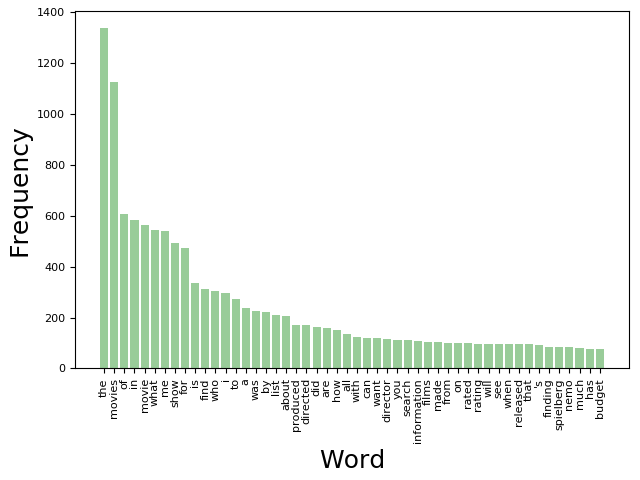 1400
1200
1000
800
600
400
200
0
Frequency
the
movies
of
in
movie
what
me
show
for
is
find
who
i
to
a
was
by
list
about
produced
directed
did
are
how
all
with
can
want
director
you
search
information
films
made
from
on
rated
rating
will
see
when
released
that
's
finding
spielberg
nemo
much
has
budget
Word